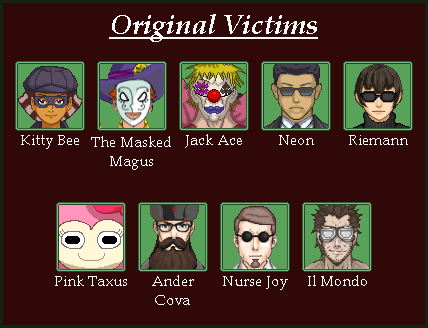 Original Victims
Kitty Bee
The Masked
Magus
Jack Ace
Neon
Riemann
Pink Taxus
Ander
Cova
Nurse Joy
Il Mondo